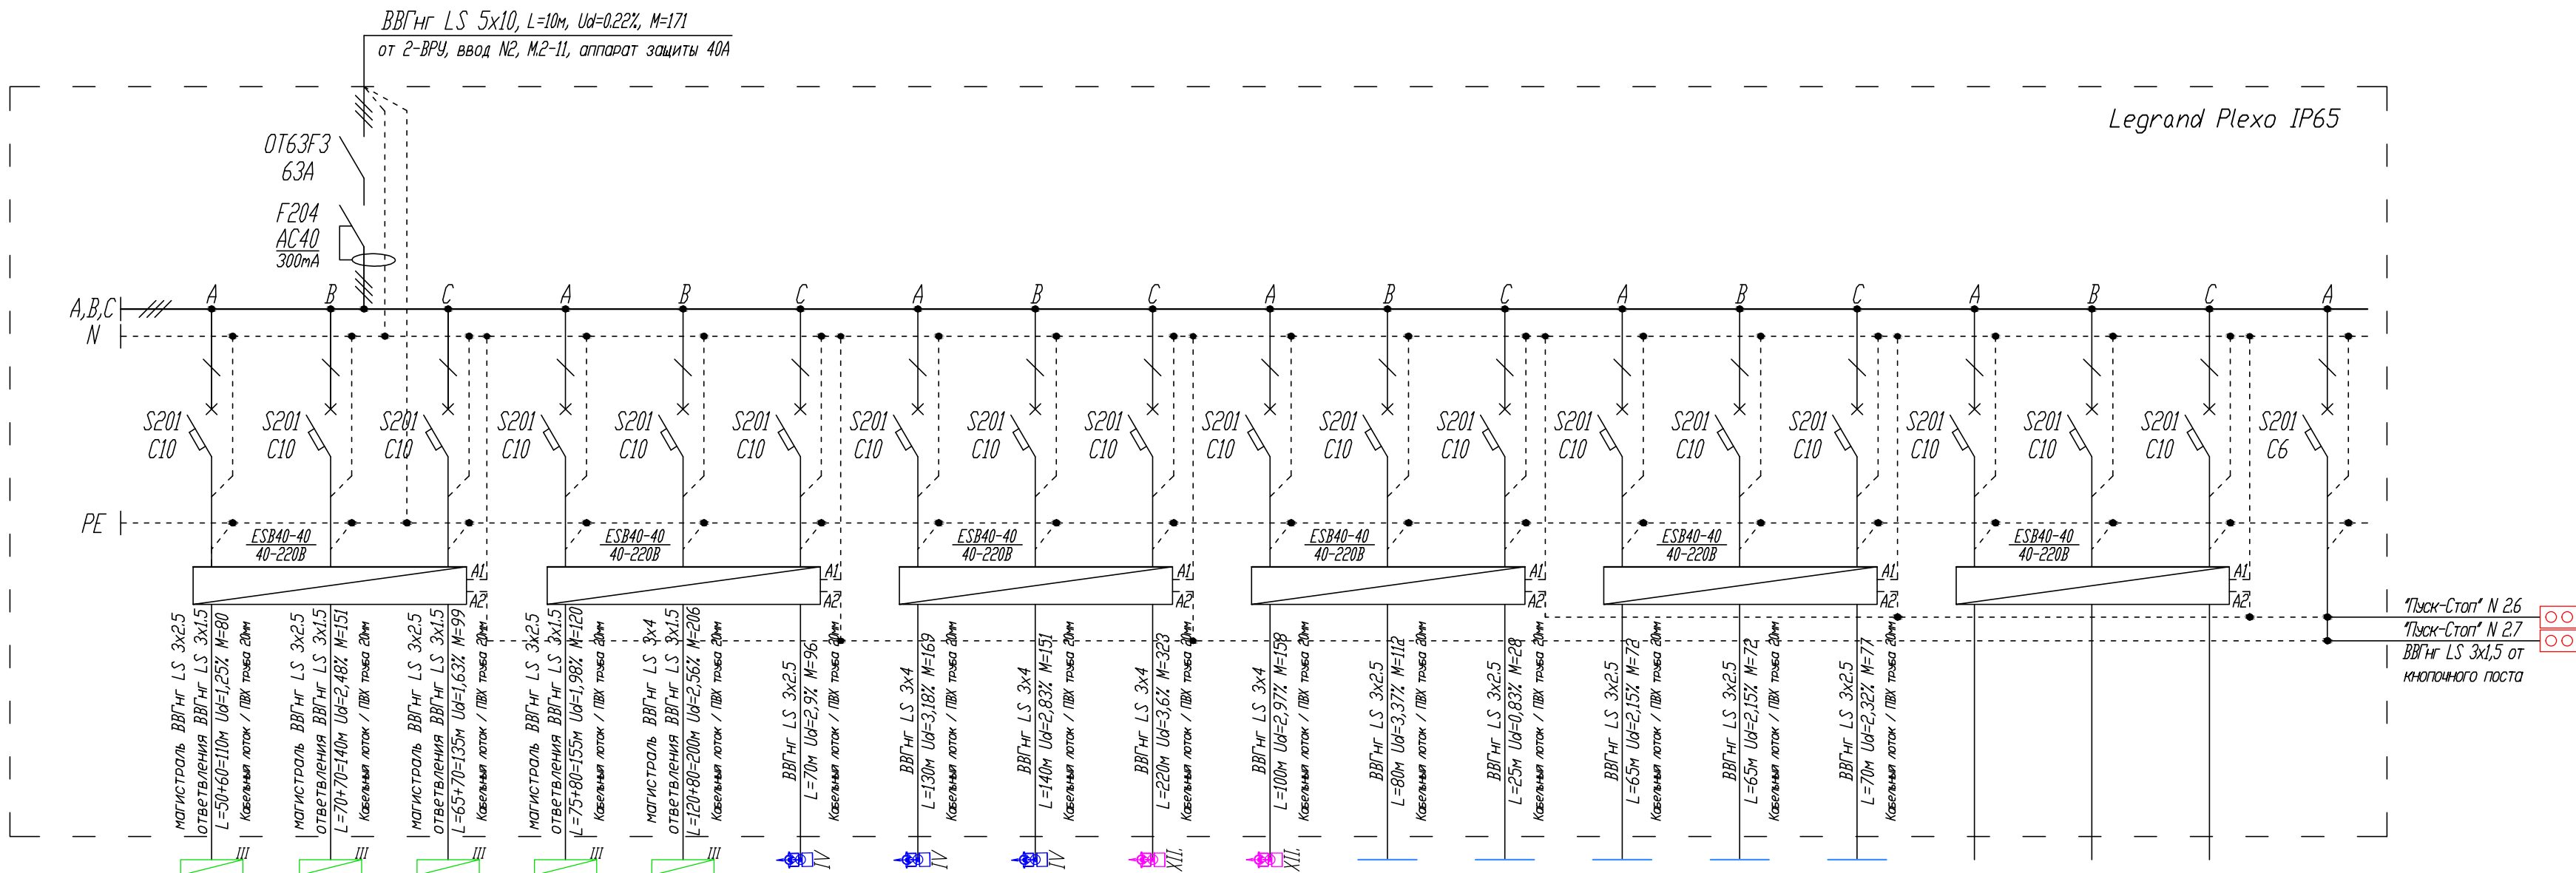 ВВГнг LS 5х10, L=10м, Ud=0.22%, М=171
от 2-ВРУ, ввод N2, М.2-11, аппарат защиты 40А
Legrand Plexo IP65
OT63F3
63A
F204
AC40
300mA
A,B,C
A
B
C
A
B
C
A
B
C
A
B
C
A
B
C
A
B
C
A
N
S201
C10
S201
C10
S201
C10
S201
C10
S201
C10
S201
C10
S201
C10
S201
C10
S201
C10
S201
C10
S201
C10
S201
C10
S201
C10
S201
C10
S201
C10
S201
C10
S201
C10
S201
C10
S201
C6
PE
ESB40-40
40-220В
A1
A2
ESB40-40
40-220В
A1
A2
ESB40-40
40-220В
A1
A2
ESB40-40
40-220В
A1
A2
ESB40-40
40-220В
A1
A2
ESB40-40
40-220В
A1
A2
магистраль ВВГнг LS 3х2.5
ответвления ВВГнг LS 3х1.5
L=50+60=110м Ud=1,25% М=80
Кабельный лоток / ПВХ труба 20мм
магистраль ВВГнг LS 3х2.5
ответвления ВВГнг LS 3х1.5
L=70+70=140м Ud=2,48% М=151
Кабельный лоток / ПВХ труба 20мм
магистраль ВВГнг LS 3х2.5
ответвления ВВГнг LS 3х1.5
L=65+70=135м Ud=1,63% М=99
Кабельный лоток / ПВХ труба 20мм
магистраль ВВГнг LS 3х2.5
ответвления ВВГнг LS 3х1.5
L=75+80=155м Ud=1,98% М=120
Кабельный лоток / ПВХ труба 20мм
магистраль ВВГнг LS 3х4
ответвления ВВГнг LS 3х1.5
L=120+80=200м Ud=2,56% М=206
Кабельный лоток / ПВХ труба 20мм
ВВГнг LS 3х2.5
L=70м Ud=2,9% М=96
Кабельный лоток / ПВХ труба 20мм
ВВГнг LS 3х4
L=130м Ud=3,18% М=169
Кабельный лоток / ПВХ труба 20мм
ВВГнг LS 3х4
L=140м Ud=2,83% М=151
Кабельный лоток / ПВХ труба 20мм
ВВГнг LS 3х4
L=220м Ud=3,6% М=323
Кабельный лоток / ПВХ труба 20мм
ВВГнг LS 3х4
L=100м Ud=2,97% М=158
Кабельный лоток / ПВХ труба 20мм
ВВГнг LS 3х2.5
L=80м Ud=3,37% М=112
Кабельный лоток / ПВХ труба 20мм
ВВГнг LS 3х2.5
L=25м Ud=0,83% М=28
Кабельный лоток / ПВХ труба 20мм
ВВГнг LS 3х2.5
L=65м Ud=2,15% М=72
Кабельный лоток / ПВХ труба 20мм
ВВГнг LS 3х2.5
L=65м Ud=2,15% М=72
Кабельный лоток / ПВХ труба 20мм
ВВГнг LS 3х2.5
L=70м Ud=2,32% М=77
Кабельный лоток / ПВХ труба 20мм
"Пуск-Стоп" N 2.6
"Пуск-Стоп" N 2.7
ВВГнг LS 3х1,5 от
кнопочного поста
III
III
III
III
III
IV
IV
IV
XII.
XII.